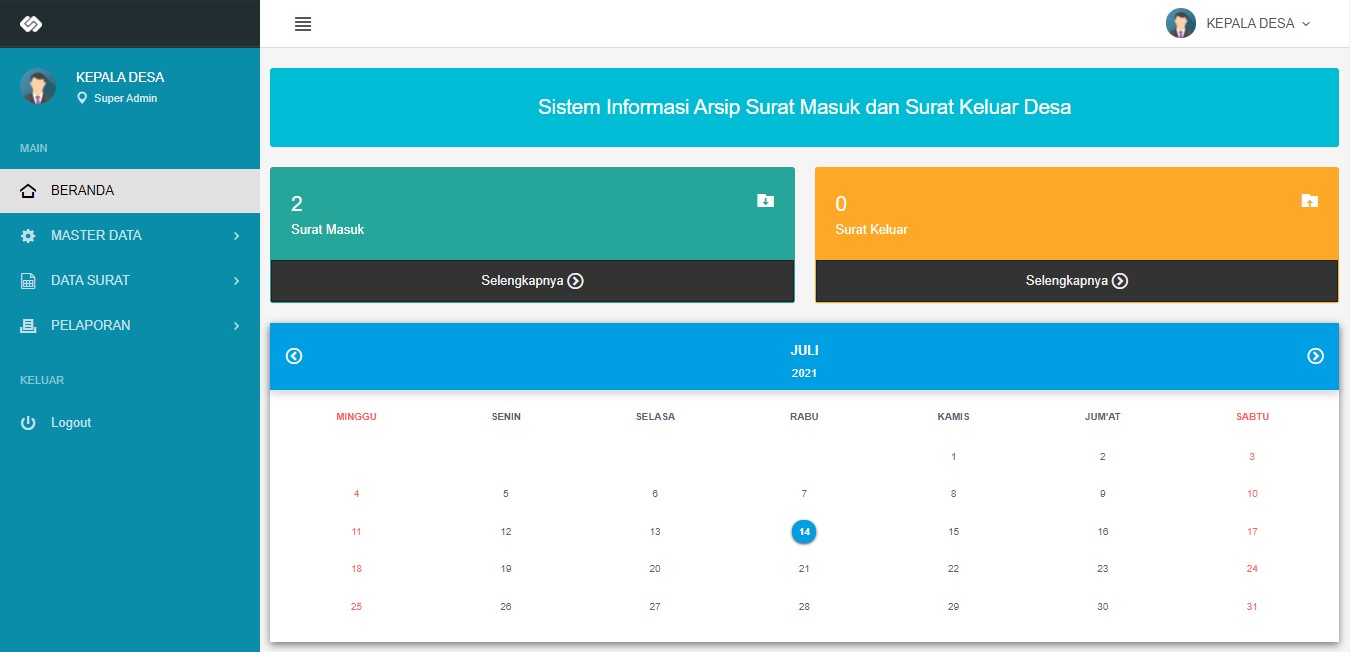 KEPALA DESA
KEPALA DESA
Super Admin
MAIN
BERANDA
MASTER DATA
DATA SURAT
PELAPORAN
KELUAR
Logout
Sistem Informasi Arsip Surat Masuk dan Surat Keluar Desa
2
Surat Masuk
Selengkapnya
0
Surat Keluar
Selengkapnya
JULI
2021
MINGGU SENIN SELASA RABU KAMIS JUM'AT SABTU
1 2 3
4 5 6 7 8 9 10
11 12 13 14 15 16 17
18 19 20 21 22 23 24
25 26 27 28 29 30 31